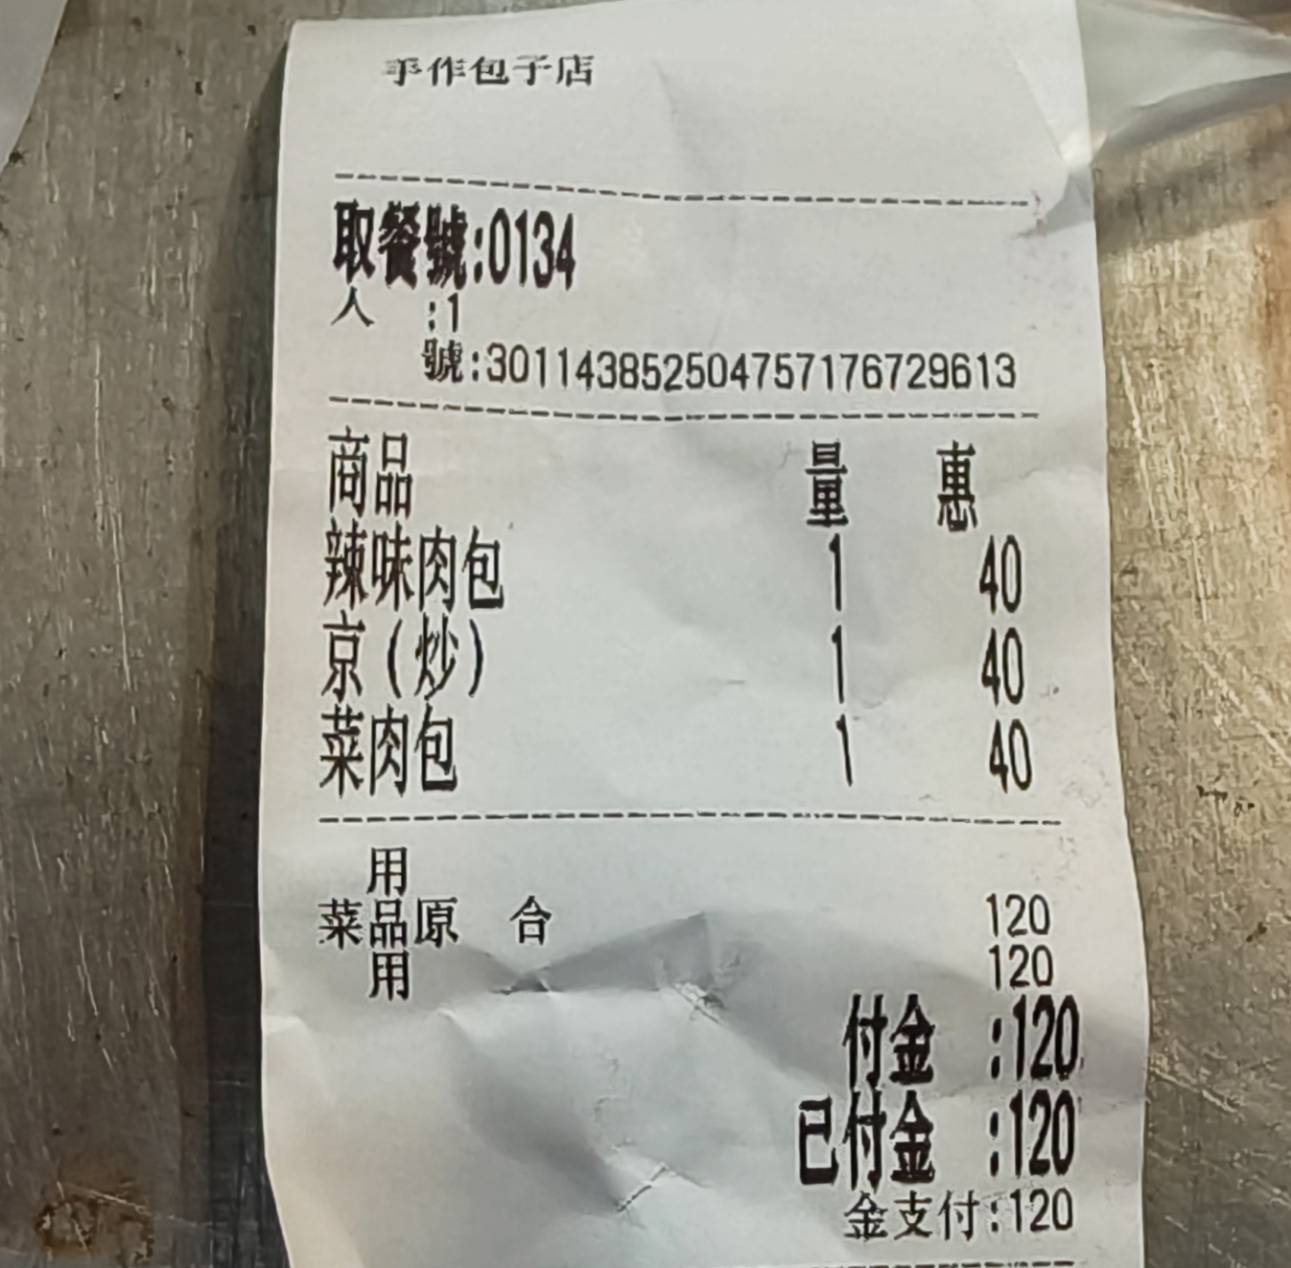 手作包子店
取餐號:0134
人 :1
號:3011438525047571767 29613
商品 量 惠
辣味肉包 1 40
京(炒) 1 40
菜肉包 1 40
用
菜品原 合 120
用 120
付金 :120
已付金 :120
金支付:120